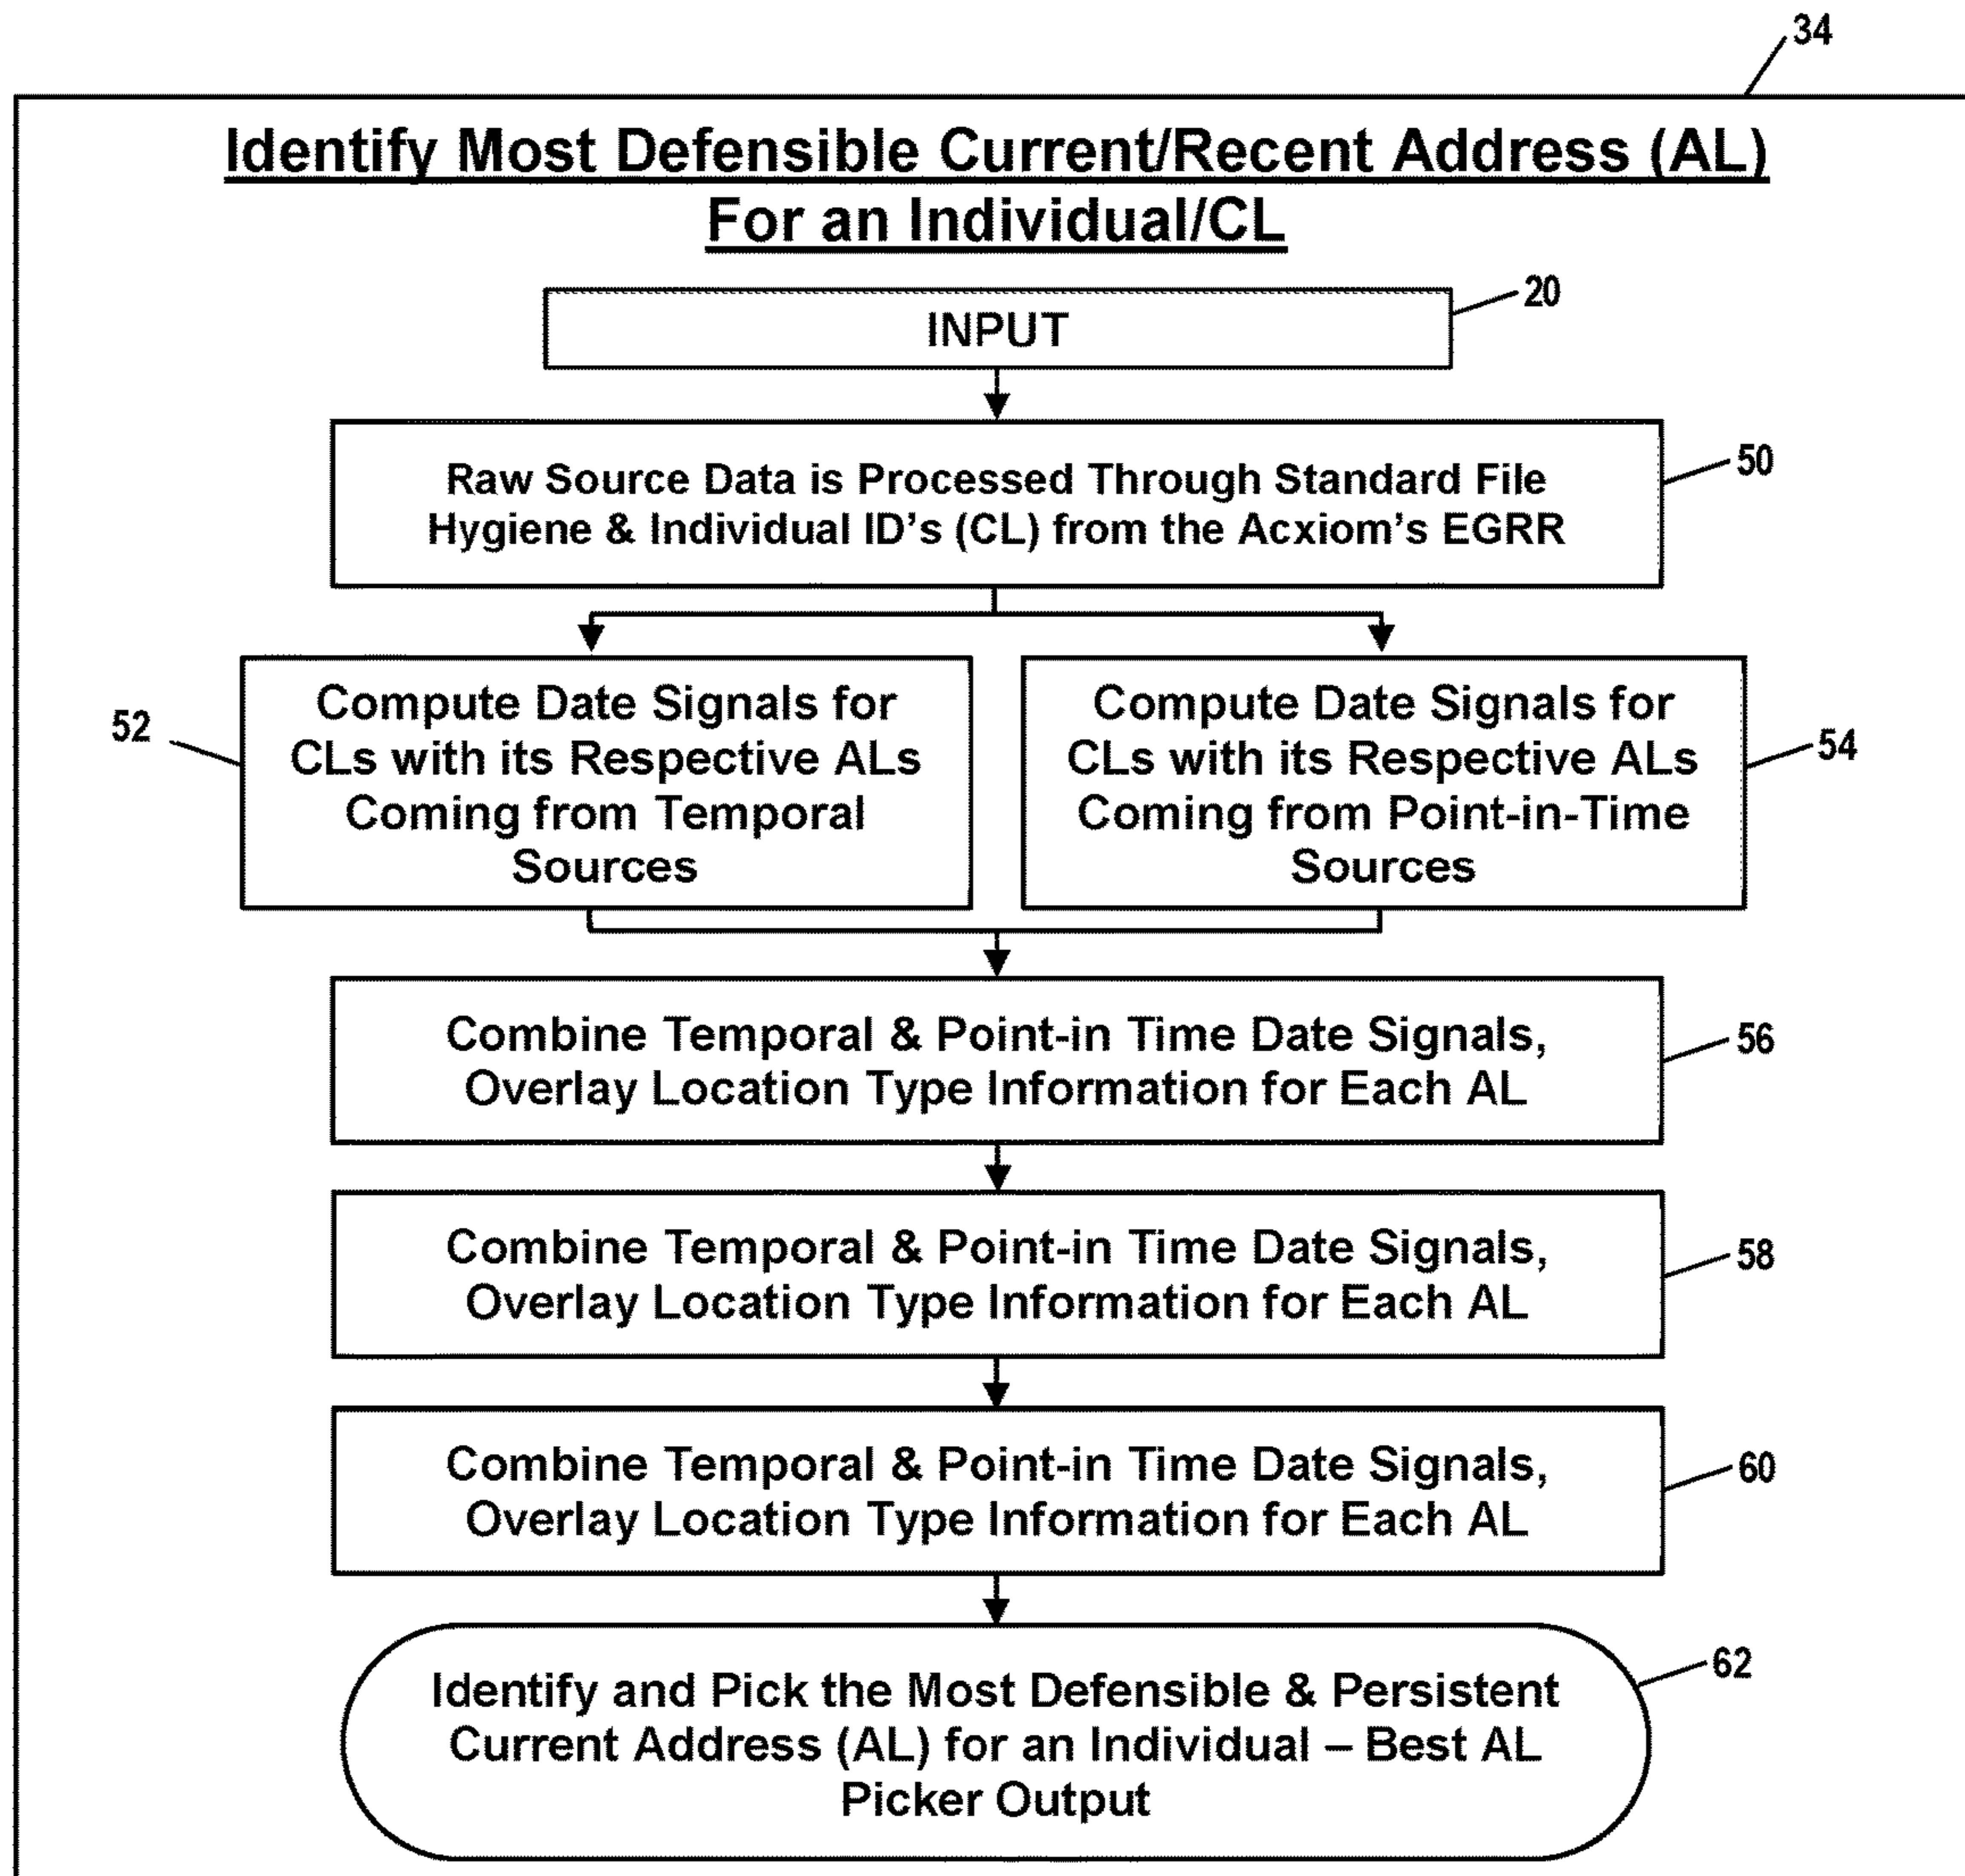 34
Identify Most Defensible Current/Recent Address (AL)
For an Individual/CL
20
INPUT
50
Raw Source Data is Processed Through Standard File
Hygiene & Individual ID's (CL) from the Acxiom's EGRR
52
Compute Date Signals for
CLs with its Respective ALs
Coming from Temporal
Sources
54
Compute Date Signals for
CLs with its Respective ALs
Coming from Point-in-Time
Sources
56
Combine Temporal & Point-in Time Date Signals,
Overlay Location Type Information for Each AL
58
Combine Temporal & Point-in Time Date Signals,
Overlay Location Type Information for Each AL
60
Combine Temporal & Point-in Time Date Signals,
Overlay Location Type Information for Each AL
62
Identify and Pick the Most Defensible & Persistent
Current Address (AL) for an Individual – Best AL
Picker Output